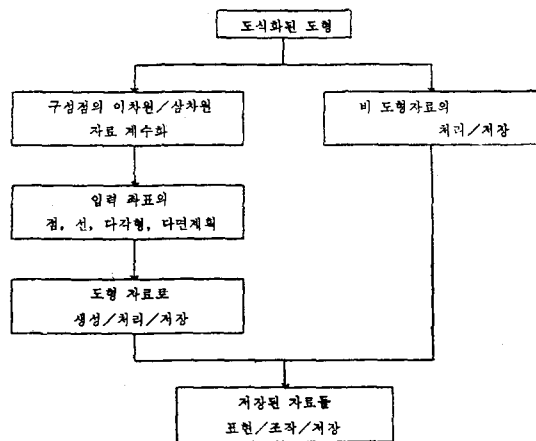 도식화된 도형
구성점의 이차원/삼차원
자료 계수화
비 도형자료의
처리/저장
입력 좌표의
점, 선, 다각형, 다면계획
도형 자료로
생성/처리/저장
저장된 자료들
표현/조작/저장